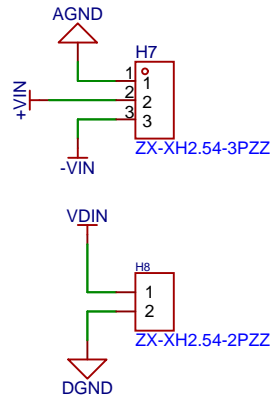 AGND
H7
1 1
+VIN 2 2
3 3
-VIN
ZX-XH2.54-3PZZ
VDIN
H8
1
2
ZX-XH2.54-2PZZ
DGND